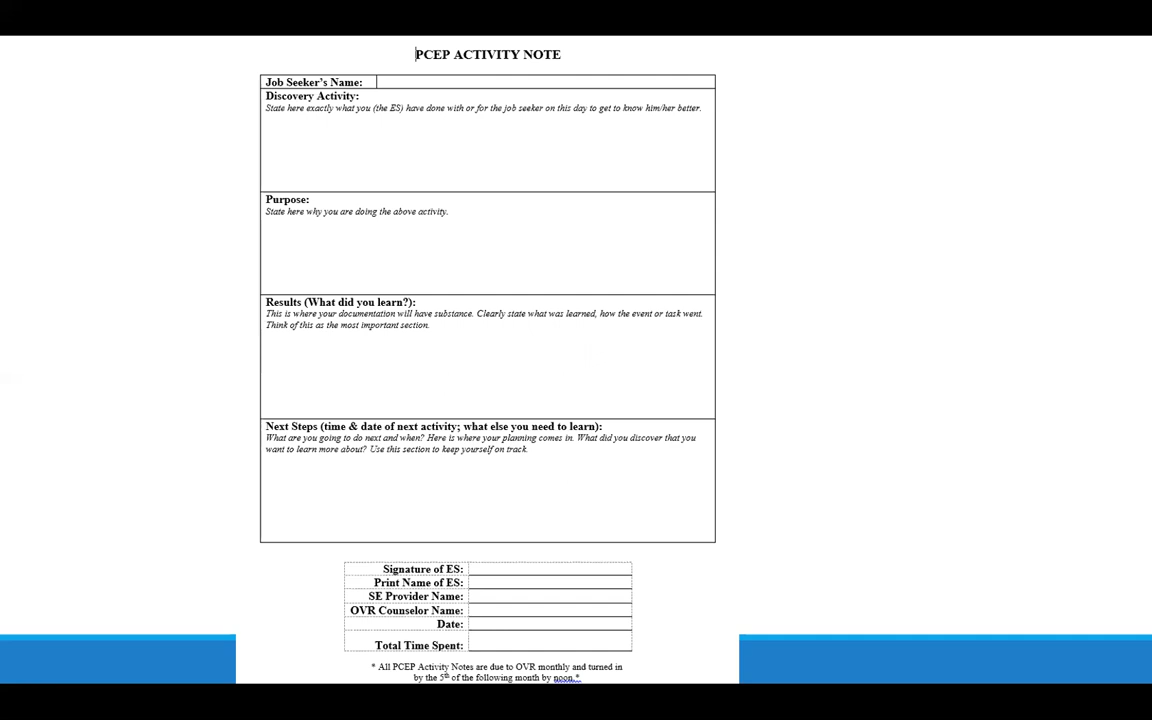 PCEP ACTIVITY NOTE
Job Seeker's Name:
Discovery Activity:
State here exactly what you (the ES) have done with or for the job seeker on this day to get to know him/her better.
Purpose:
State here why you are doing the above activity.
Results (What did you learn?):
This is where your documentation will have substance. Clearly state what was learned, how the event or task went.
Think of this as the most important section.
Next Steps (time & date of next activity; what else you need to learn):
What are you going to do next and when? Here is where your planning comes in. What did you discover that you
want to learn more about? Use this section to keep yourself on track.
Signature of ES:
Print Name of ES:
SE Provider Name:
OVR Counselor Name:
Date:
Total Time Spent:
* All PCEP Activity Notes are due to OVR monthly and turned in
by the 5th of the following month by noon.*